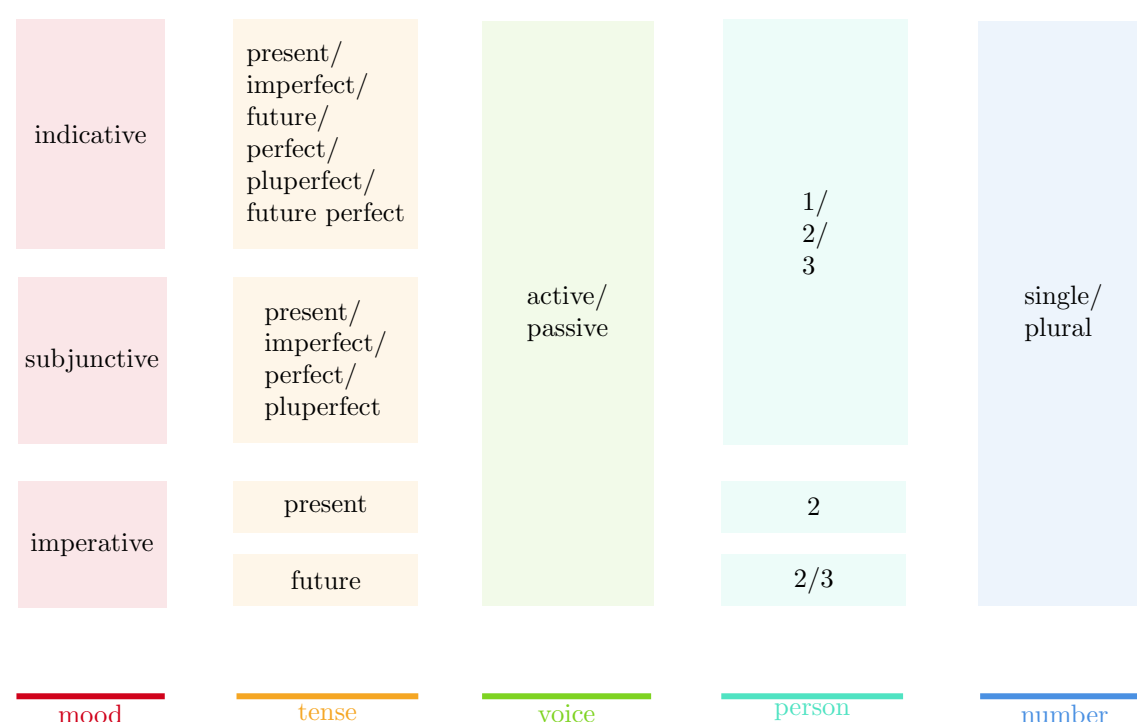 indicative
present/
imperfect/
future/
perfect/
pluperfect/
future perfect
subjunctive
present/
imperfect/
perfect/
pluperfect
imperative
present
future
active/
passive
1/
2/
3
2
2/3
single/
plural
mood
tense
voice
person
number